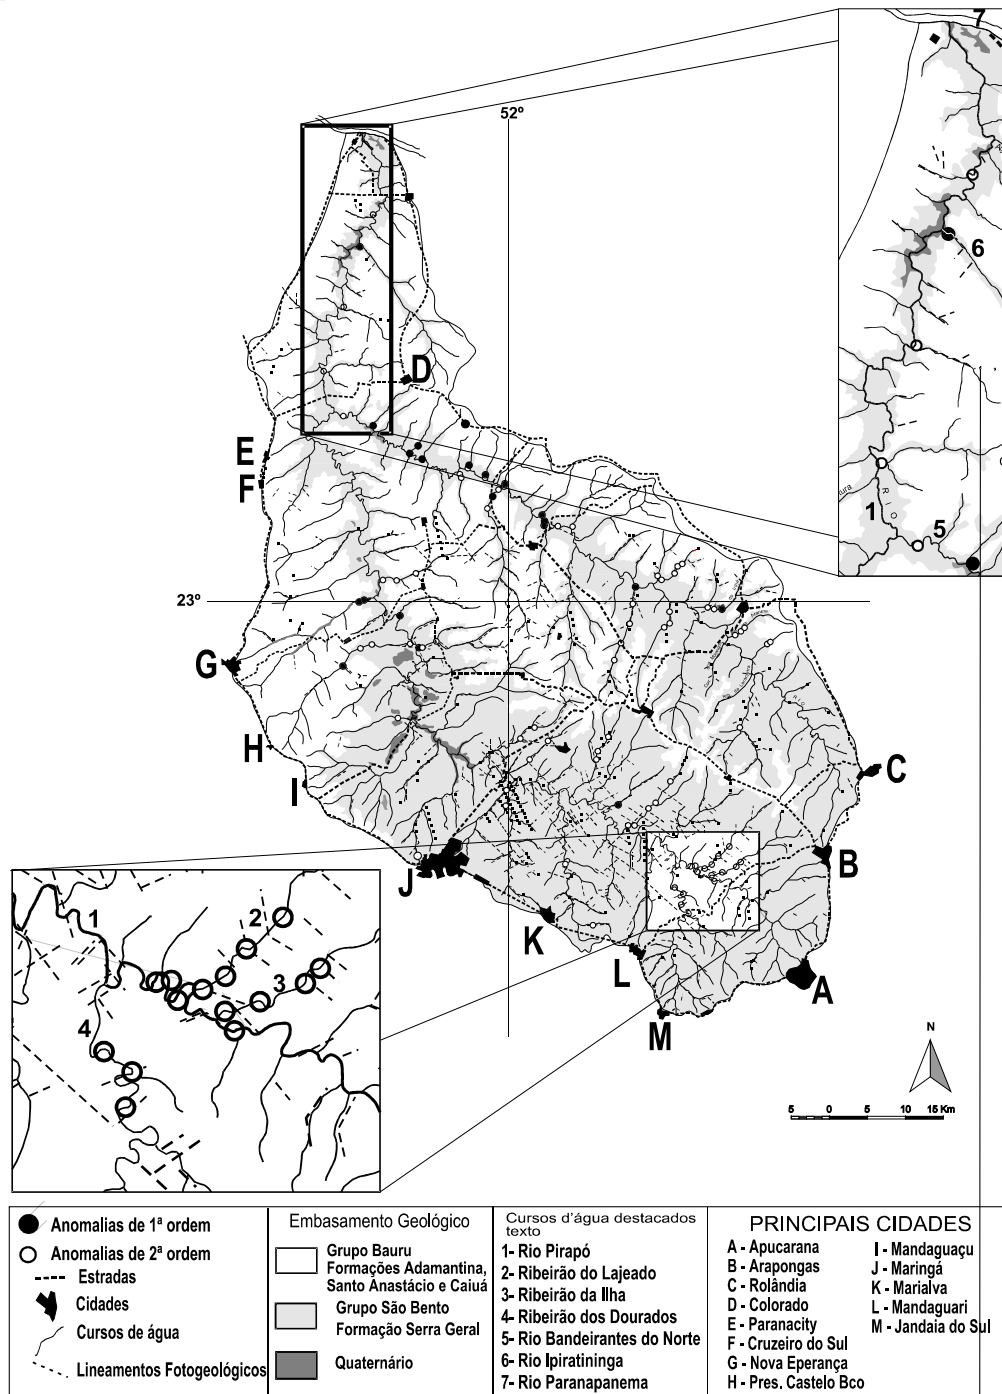 7
52º
6
D
E
F
1
5
R i o
23º
G
H
I
C
J
B
K
L
A
M
1
2
3
4
N
5 0 5 10 15 Km
Anomalias de 1ª ordem
Anomalias de 2ª ordem
Estradas
Cidades
Cursos de água
Lineamentos Fotogeológicos
Embasamento Geológico
Grupo Bauru
Formações Adamantina,
Santo Anastácio e Caiuá
Grupo São Bento
Formação Serra Geral
Quaternário
Cursos d'água destacados
texto
1- Rio Pirapó
2- Ribeirão do Lajeado
3- Ribeirão da Ilha
4- Ribeirão dos Dourados
5- Rio Bandeirantes do Norte
6- Rio Ipiratininga
7- Rio Paranapanema
PRINCIPAIS CIDADES
A - Apucarana
B - Arapongas
C - Rolândia
D - Colorado
E - Paranacity
F - Cruzeiro do Sul
G - Nova Eperança
H - Pres. Castelo Bco
I - Mandaguaçu
J - Maringá
K - Marialva
L - Mandaguari
M - Jandaia do Sul